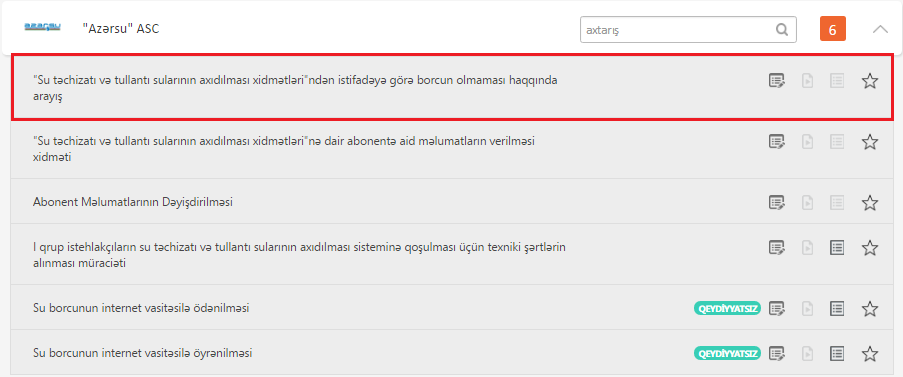 azərsu
"Azərsu" ASC
axtarış
6
"Su təchizatı və tullantı sularının axıdılması xidmətləri"ndən istifadəyə görə borcun olmaması haqqında
arayış
"Su təchizatı və tullantı sularının axıdılması xidmətləri"nə dair abonentə aid məlumatların verilməsi
xidməti
Abonent Məlumatlarının Dəyişdirilməsi
I qrup istehlakçıların su təchizatı və tullantı sularının axıdılması sisteminə qoşulması üçün texniki şərtlərin
alınması müraciəti
Su borcunun internet vasitəsilə ödənilməsi
QEYDİYYATSIZ
Su borcunun internet vasitəsilə öyrənilməsi
QEYDİYYATSIZ